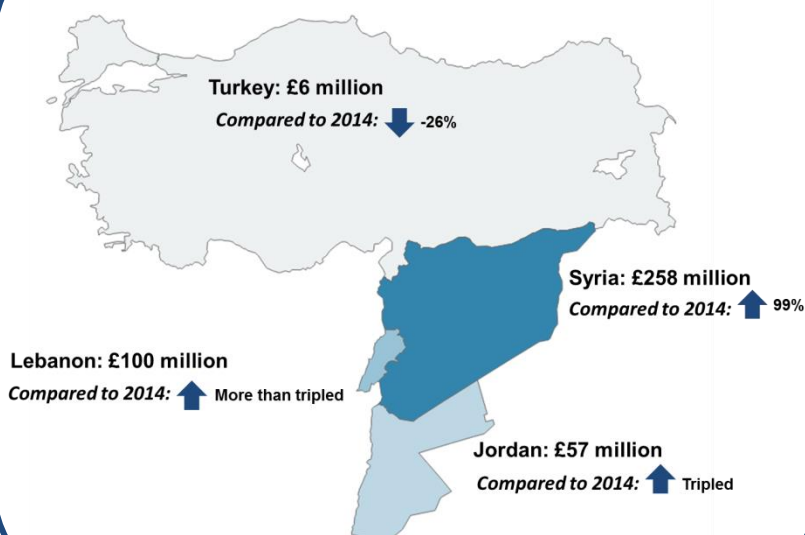 Turkey: £6 million
Compared to 2014: -26%
Syria: £258 million
Compared to 2014: 99%
Lebanon: £100 million
Compared to 2014: More than tripled
Jordan: £57 million
Compared to 2014: Tripled